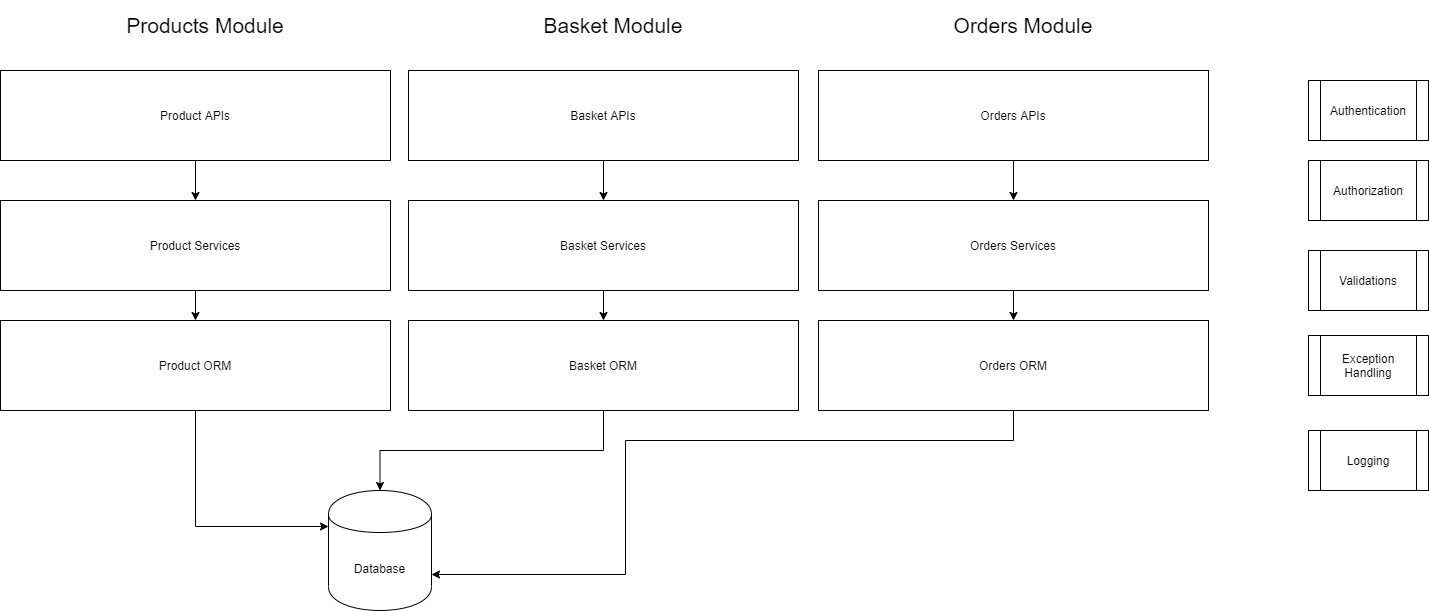 Products Module
Basket Module
Orders Module
Product APIs
Basket APIs
Orders APIs
Authentication
Authorization
Product Services
Basket Services
Orders Services
Validations
Product ORM
Basket ORM
Orders ORM
Exception
Handling
Logging
Database